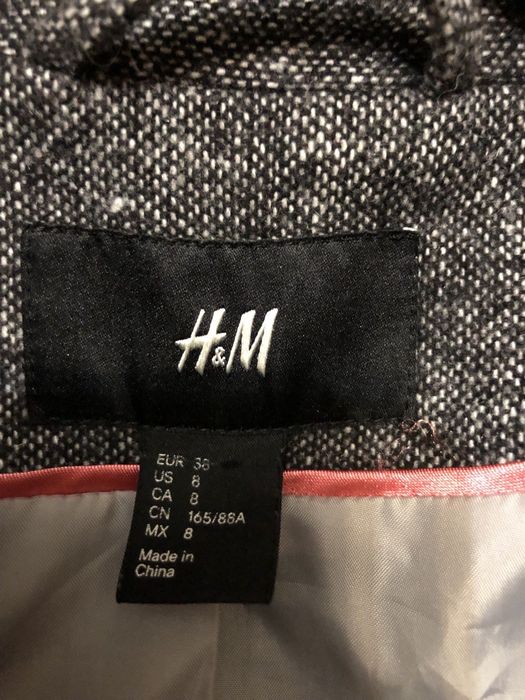 H&M
EUR 38
US 8
CA 8
CN 165/88A
MX 8
Made in
China